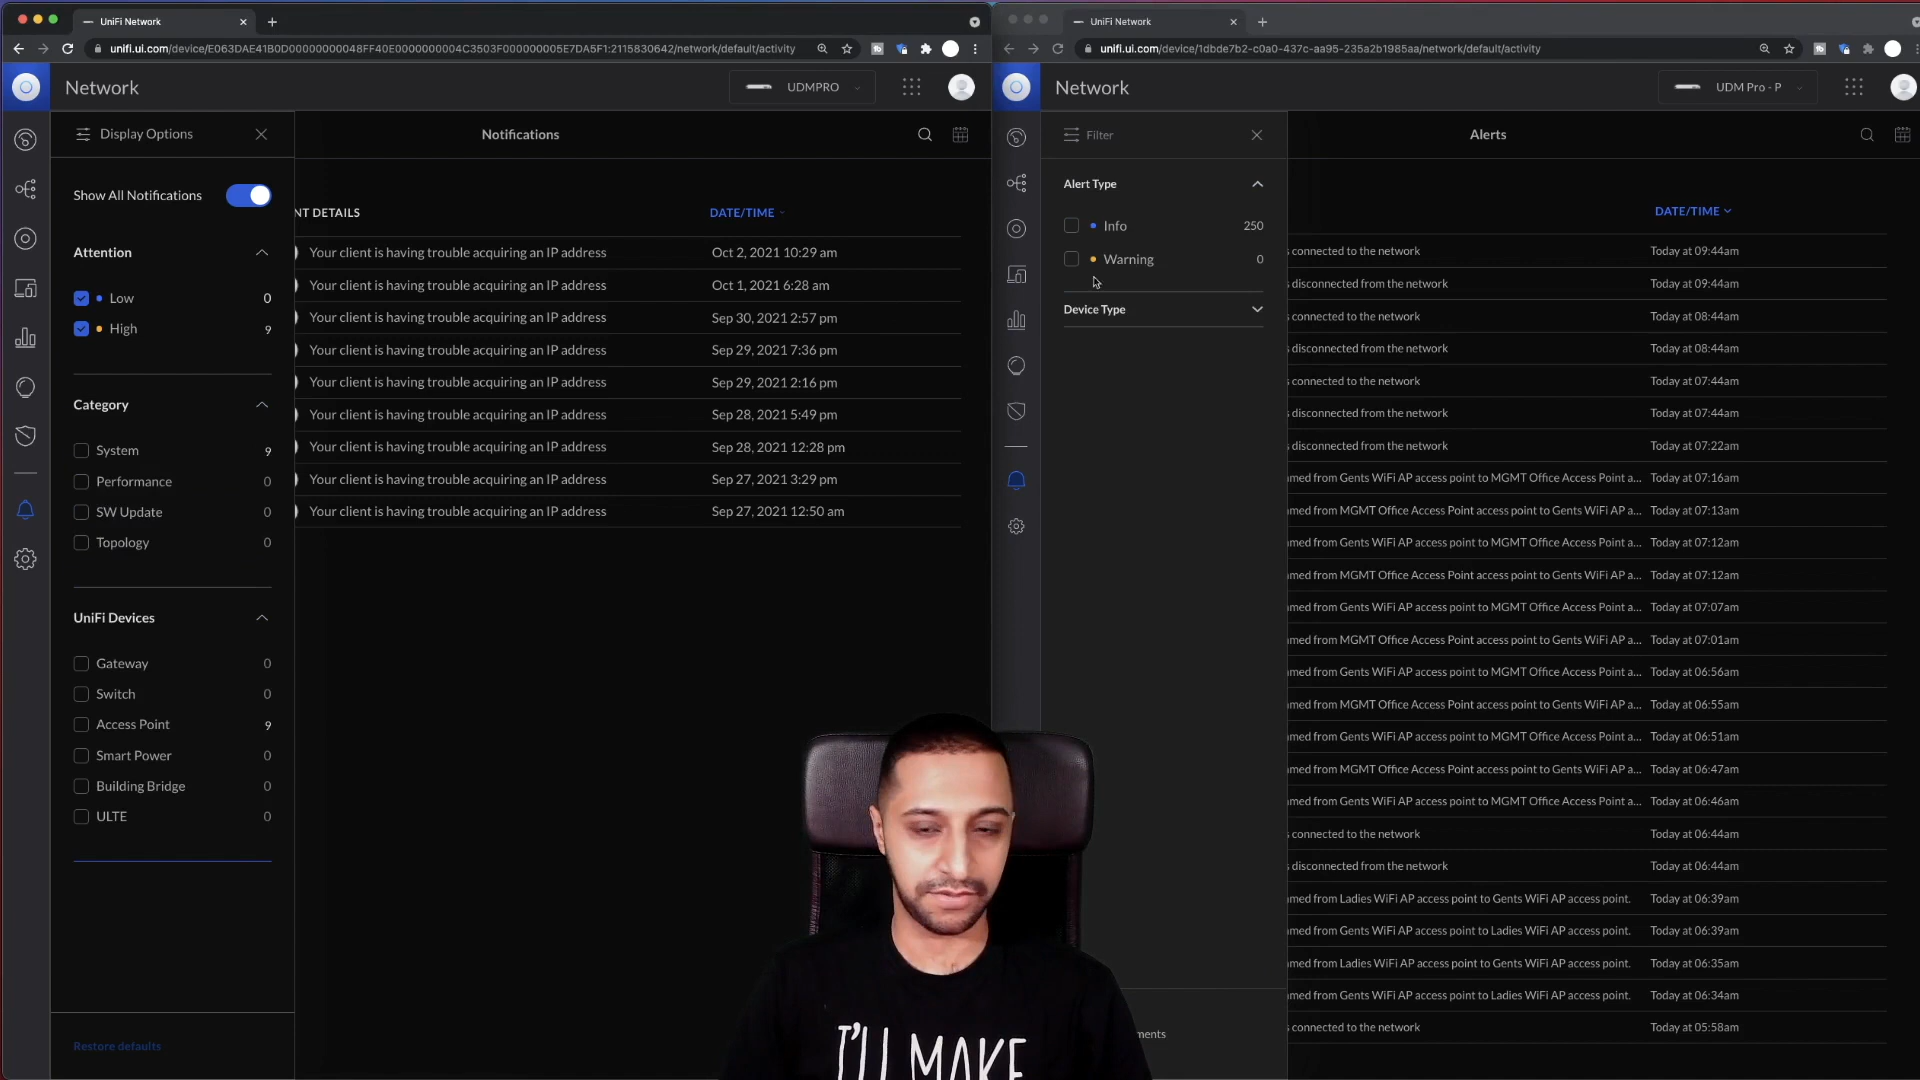 UniFi Network
unifi.ui.com/device/E063DAE41B0D00000000048FF40E0000000004C3503F000000005E7DA5F1:2115830642/network/default/activity
Network
UDMPRO
Display Options
Notifications
Show All Notifications
NT DETAILS
DATE/TIME
Attention
Low 0
High 9
Category
System 9
Performance 0
SW Update 0
Topology 0
UniFi Devices
Gateway 0
Switch 0
Access Point 9
Smart Power 0
Building Bridge 0
ULTE 0
Restore defaults
Your client is having trouble acquiring an IP address Oct 2, 2021 10:29 am
Your client is having trouble acquiring an IP address Oct 1, 2021 6:28 am
Your client is having trouble acquiring an IP address Sep 30, 2021 2:57 pm
Your client is having trouble acquiring an IP address Sep 29, 2021 7:36 pm
Your client is having trouble acquiring an IP address Sep 29, 2021 2:16 pm
Your client is having trouble acquiring an IP address Sep 28, 2021 5:49 pm
Your client is having trouble acquiring an IP address Sep 28, 2021 12:28 pm
Your client is having trouble acquiring an IP address Sep 27, 2021 3:29 pm
Your client is having trouble acquiring an IP address Sep 27, 2021 12:50 am
UniFi Network
unifi.ui.com/device/1dbde7b2-c0a0-437c-aa95-235a2b1985aa/network/default/activity
Network
UDM Pro - P
Filter
Alerts
Alert Type
Info 250
Warning 0
Device Type
ments
DATE/TIME
s connected to the network Today at 09:44am
s disconnected from the network Today at 09:44am
s connected to the network Today at 08:44am
s disconnected from the network Today at 08:44am
s connected to the network Today at 07:44am
s disconnected from the network Today at 07:44am
s disconnected from the network Today at 07:22am
med from Gents WiFi AP access point to MGMT Office Access Point a... Today at 07:16am
med from MGMT Office Access Point access point to Gents WiFi AP a... Today at 07:13am
med from Gents WiFi AP access point to MGMT Office Access Point a... Today at 07:12am
med from MGMT Office Access Point access point to Gents WiFi AP a... Today at 07:12am
med from Gents WiFi AP access point to MGMT Office Access Point a... Today at 07:07am
med from Gents WiFi AP access point to MGMT Office Access Point a... Today at 07:01am
med from MGMT Office Access Point access point to Gents WiFi AP a... Today at 06:56am
med from MGMT Office Access Point access point to Gents WiFi AP a... Today at 06:55am
med from Gents WiFi AP access point to MGMT Office Access Point a... Today at 06:51am
med from MGMT Office Access Point access point to Gents WiFi AP a... Today at 06:47am
med from Gents WiFi AP access point to MGMT Office Access Point a... Today at 06:46am
s connected to the network Today at 06:44am
s disconnected from the network Today at 06:44am
med from Ladies WiFi AP access point to Gents WiFi AP access point. Today at 06:39am
med from Gents WiFi AP access point to Ladies WiFi AP access point. Today at 06:39am
med from Ladies WiFi AP access point to Gents WiFi AP access point. Today at 06:35am
med from Gents WiFi AP access point to Ladies WiFi AP access point. Today at 06:34am
s connected to the network Today at 05:58am
I'LL MAKE